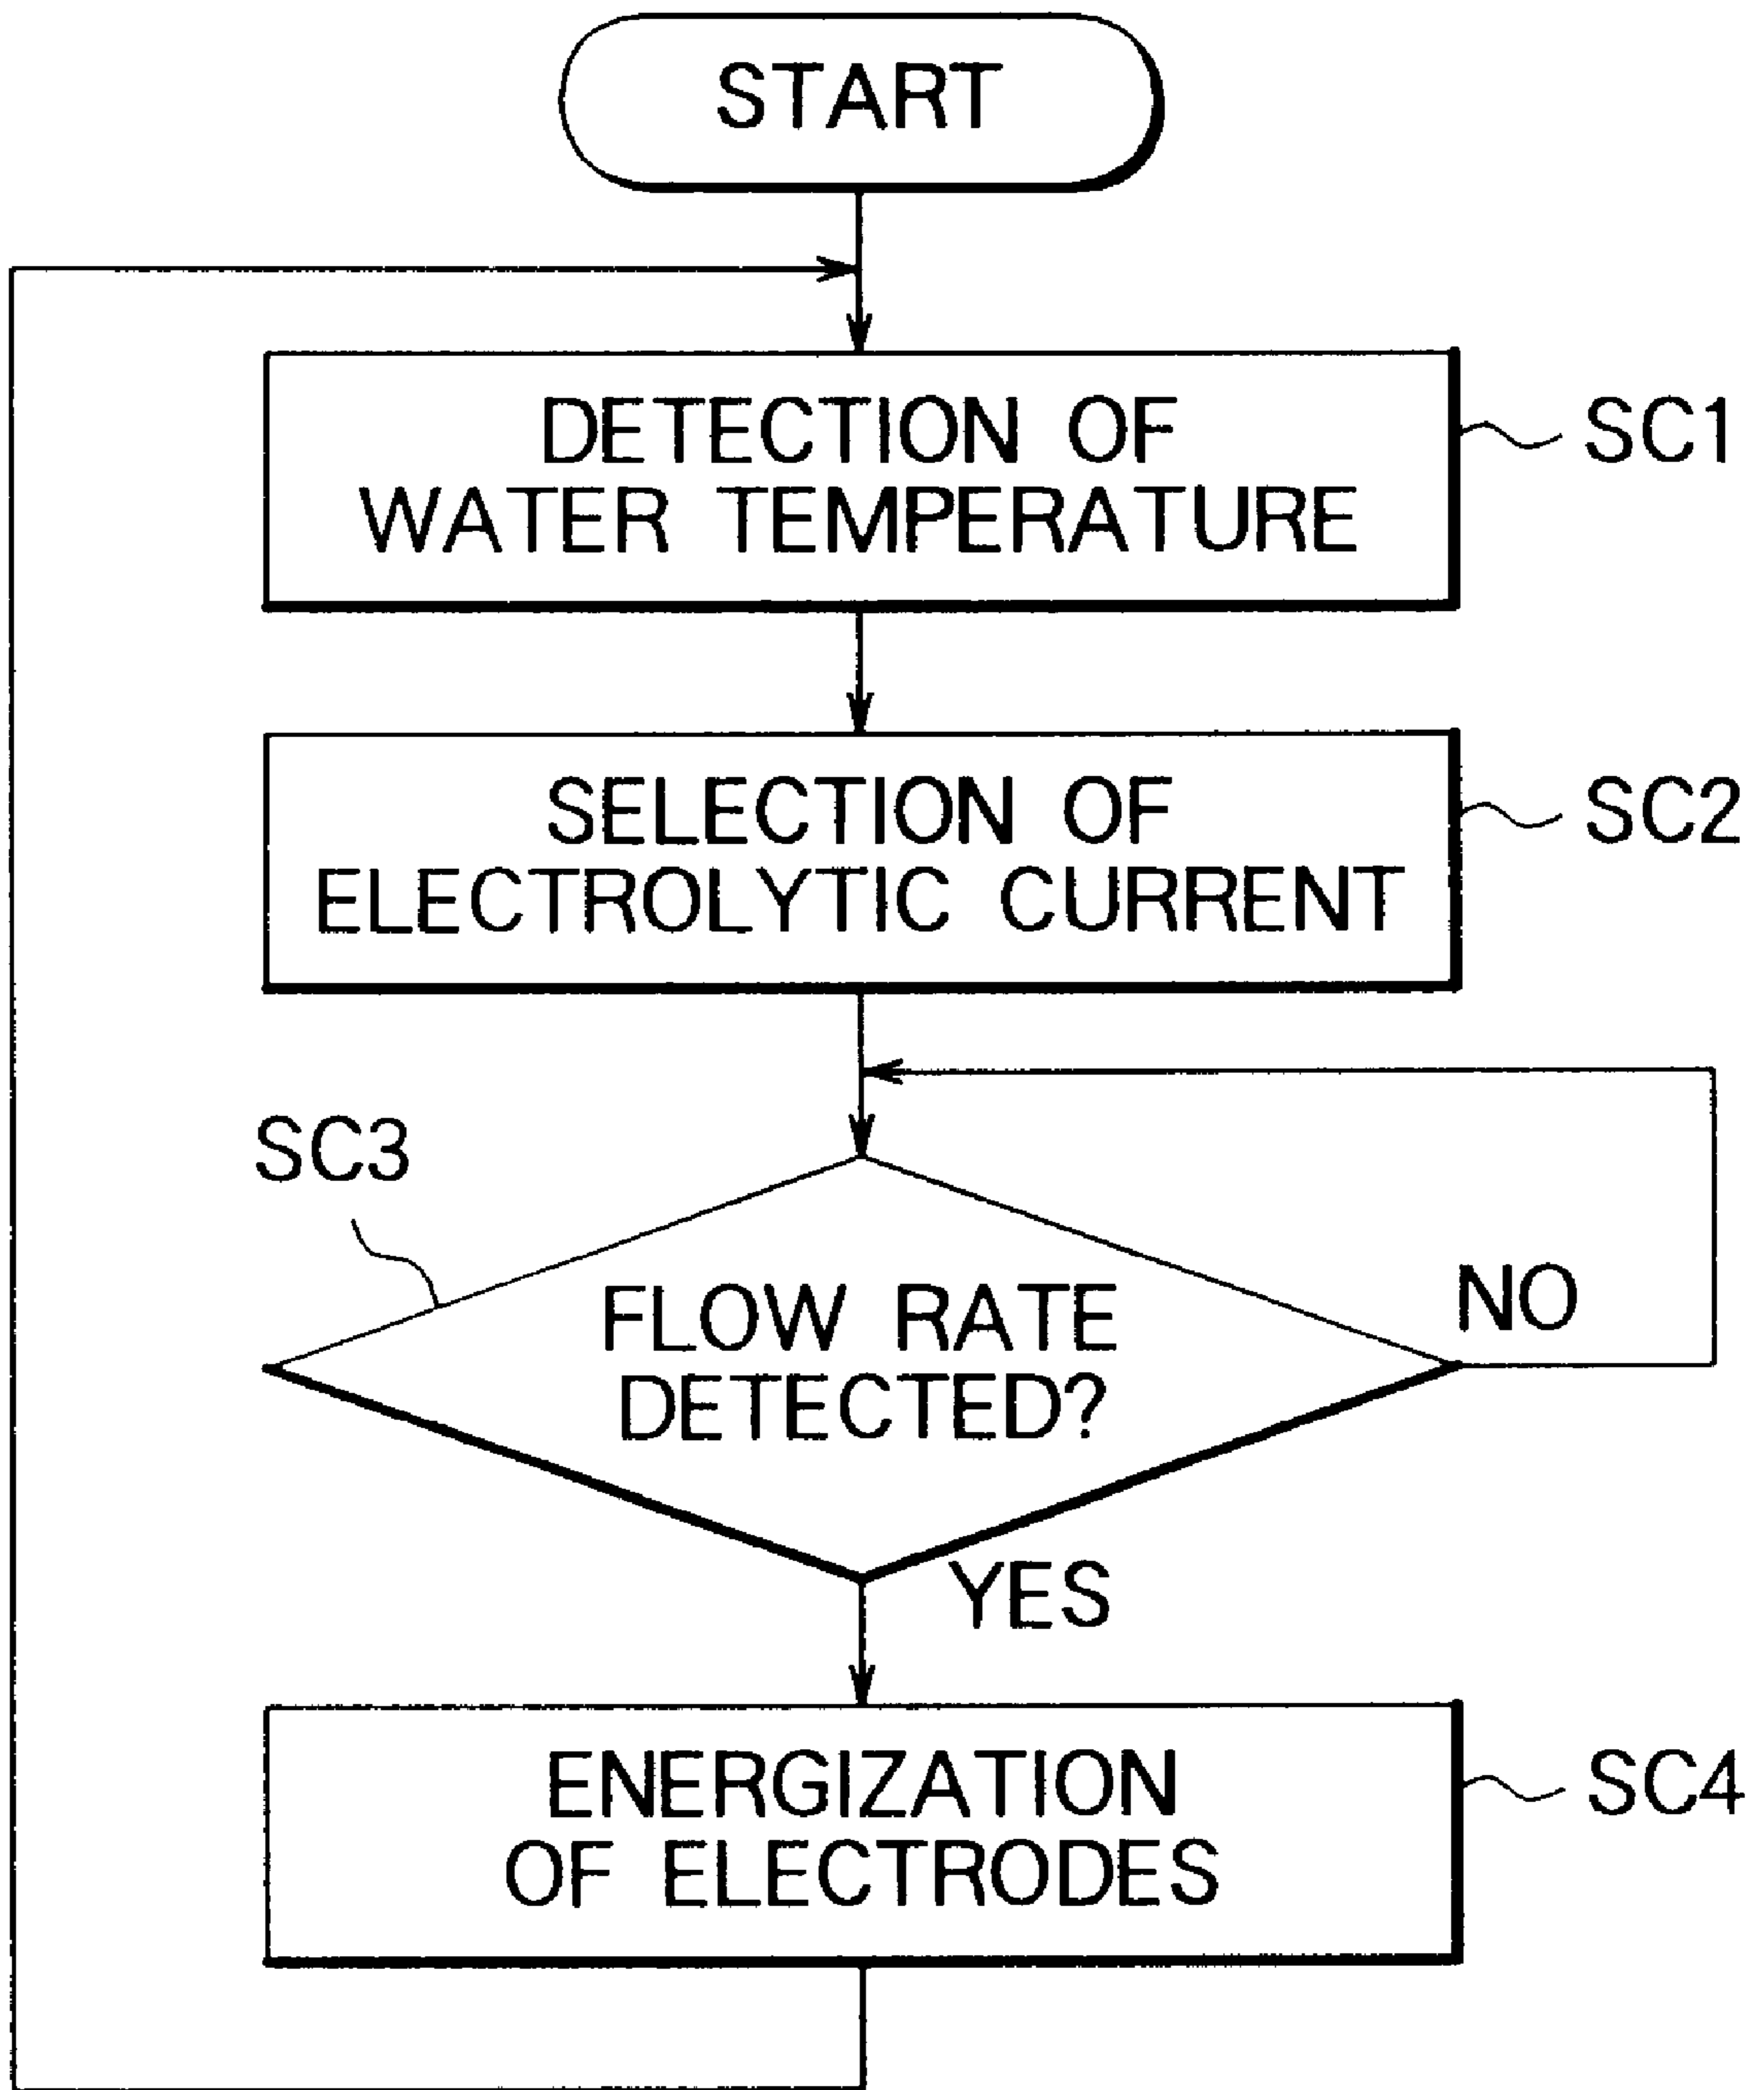 START
DETECTION OF
WATER TEMPERATURE
SC1
SELECTION OF
ELECTROLYTIC CURRENT
SC2
SC3
FLOW RATE
DETECTED?
NO
YES
ENERGIZATION
OF ELECTRODES
SC4